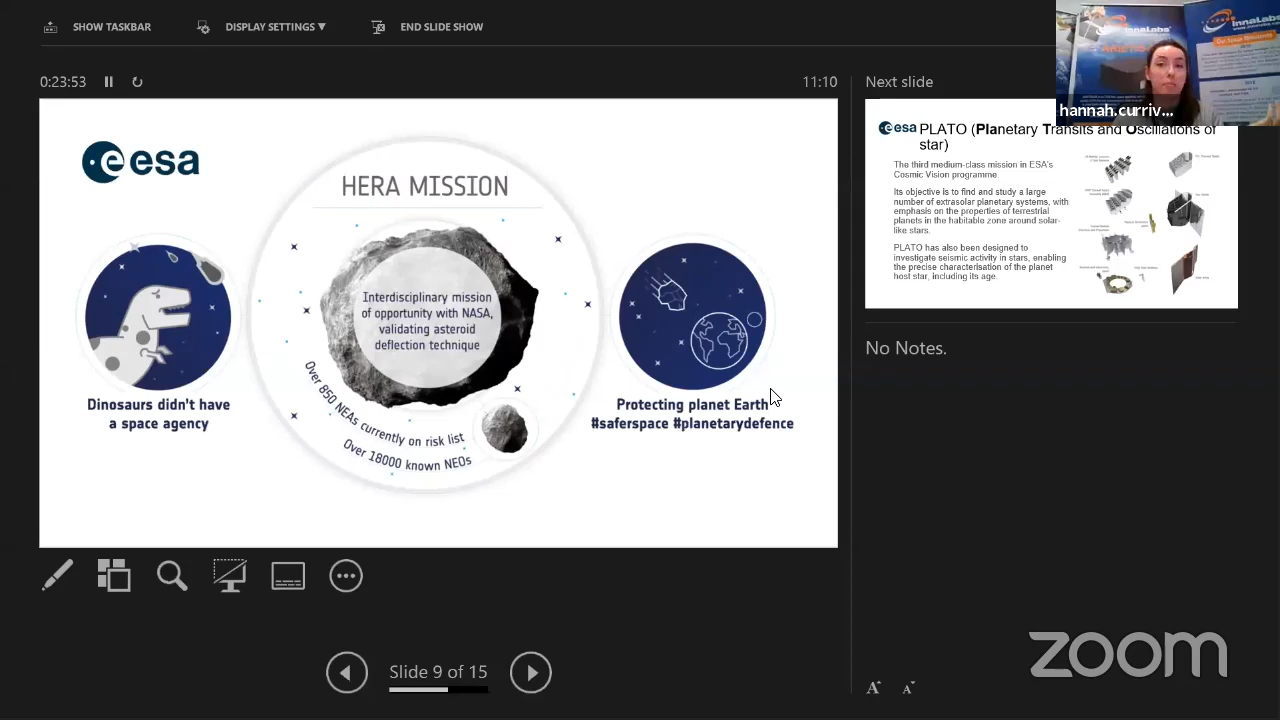 SHOW TASKBAR
DISPLAY SETTINGS ▼
END SLIDE SHOW
0:23:53
11:10
Next slide
InnaLabs
InnaLabs
ARIETIS
hannah.curriv...
esa
HERA MISSION
Interdisciplinary mission
of opportunity with NASA,
validating asteroid
deflection technique
Over 850 NEAs currently on risk list
Over 18000 known NEOs
Dinosaurs didn't have
a space agency
Protecting planet Earth
#saferspace #planetarydefence
esa
PLATO (Planetary Transits and Oscillations of
star)
The third medium-class mission in ESA's
Cosmic Vision programme.
Its objective is to find and study a large
number of extrasolar planetary systems, with
emphasis on the properties of terrestrial
planets in the habitable zone around solar-
like stars.
PLATO has also been designed to
investigate seismic activity in stars, enabling
the precise characterisation of the planet
host star, including its age.
No Notes.
Slide 9 of 15
A A
zoom